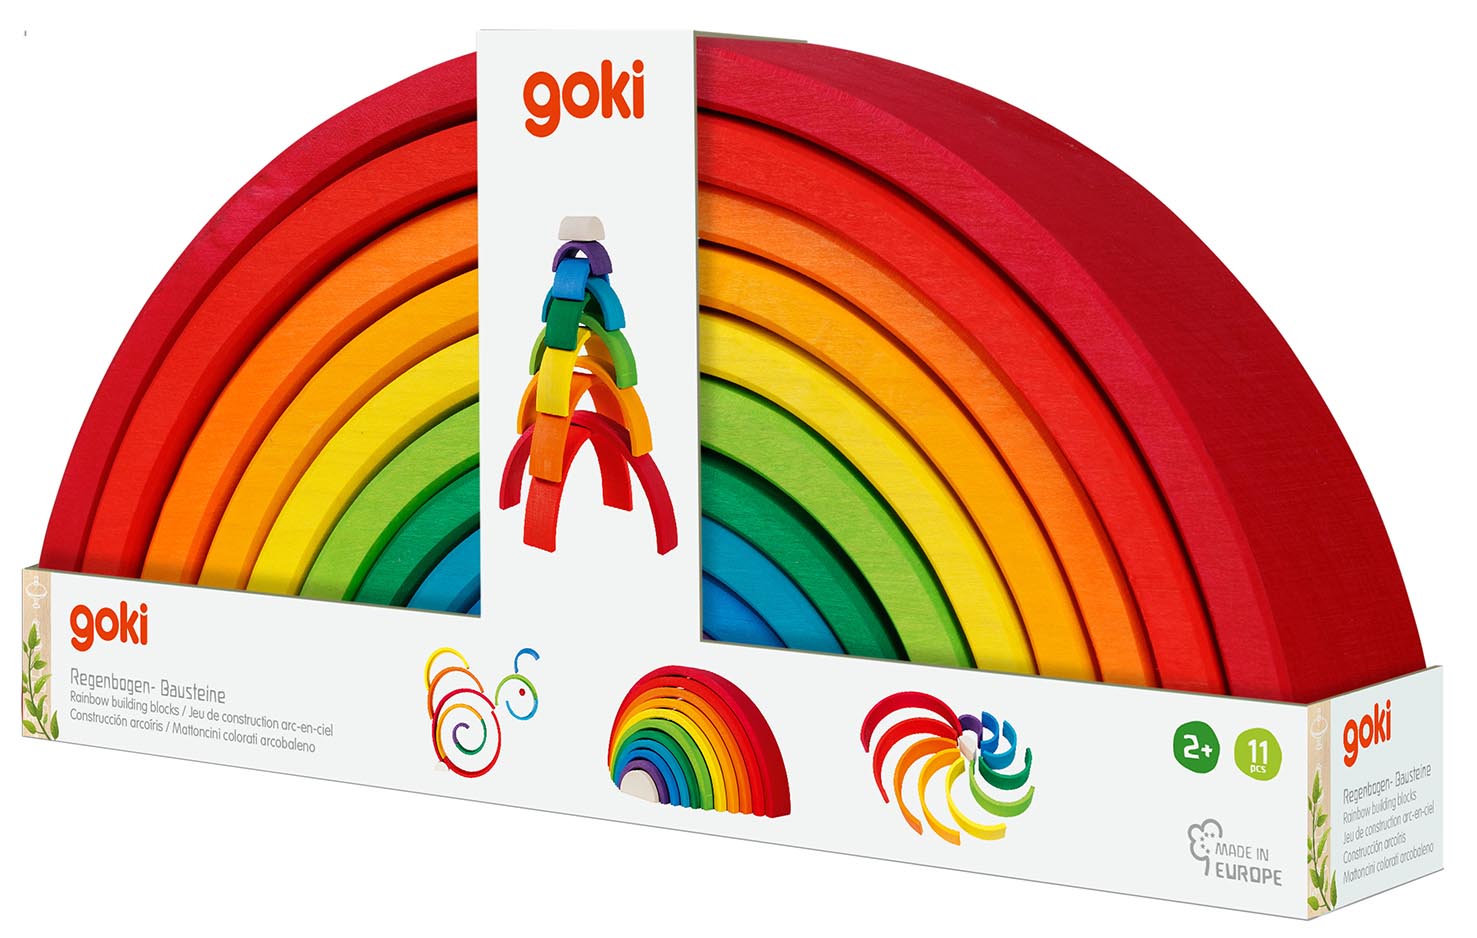 goki
goki
Regenbogen- Bausteine
Rainbow building blocks / Jeu de construction arc-en-ciel
Construcción arcoíris / Mattoncini colorati arcobaleno
2+
11
pcs
MADE IN
EUROPE
goki
Regenbogen- Bausteine
Rainbow building blocks
Jeu de construction arc-en-ciel
Construcción arcoíris
Mattoncini colorati arcobaleno